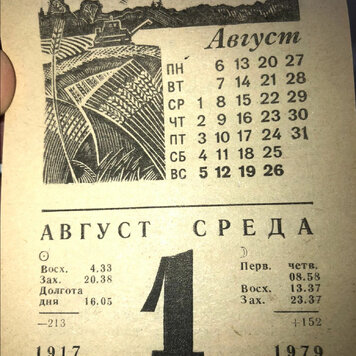 Август
ПН 6 13 20 27
ВТ 7 14 21 28
СР 1 8 15 22 29
ЧТ 2 9 16 23 30
ПТ 3 10 17 24 31
СБ 4 11 18 25
ВС 5 12 19 26
АВГУСТ СРЕДА
Восх. 4.33
Зах. 20.38
Долгота
дня 16.05
—213
1
Перв. четв.
08.58
Восх. 13.37
Зах. 23.37
+152
1917 1979